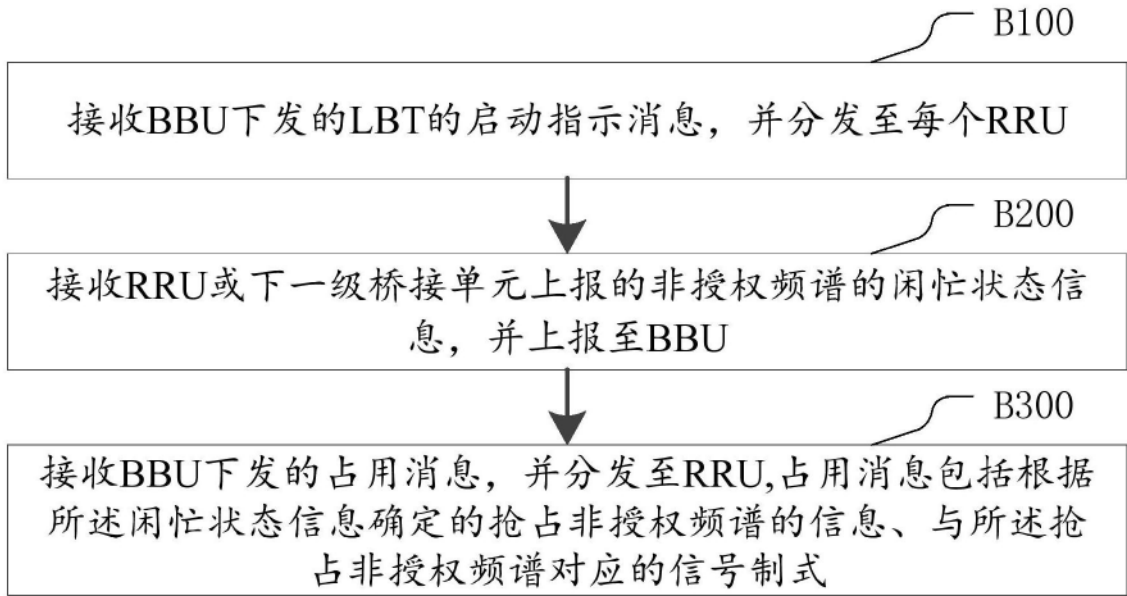 B100
接收BBU下发的LBT的启动指示消息，并分发至每个RRU
B200
接收RRU或下一级桥接单元上报的非授权频谱的闲忙状态信
息，并上报至BBU
B300
接收BBU下发的占用消息，并分发至RRU,占用消息包括根据
所述闲忙状态信息确定的抢占非授权频谱的信息、与所述抢
占非授权频谱对应的信号制式